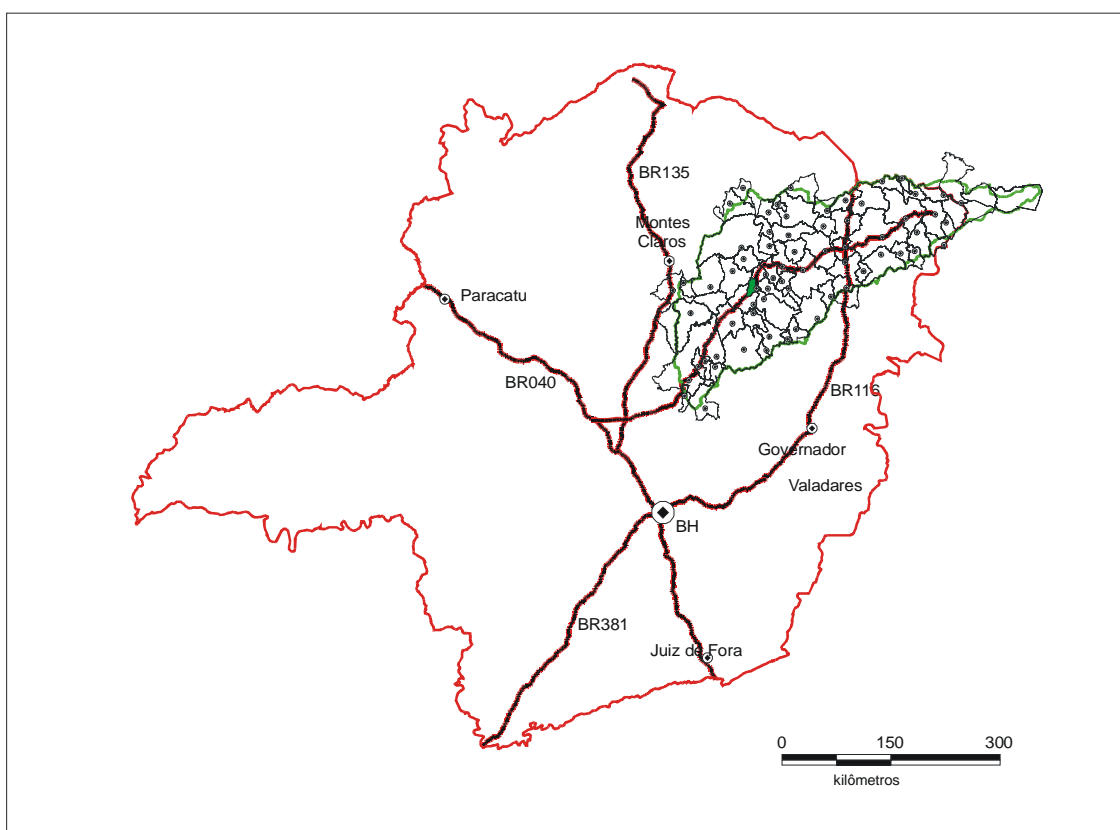 BR135
Montes
Claros
Paracatu
BR040
BR116
Governador
Valadares
BH
BR381
Juiz de Fora
0 150 300
kilômetros